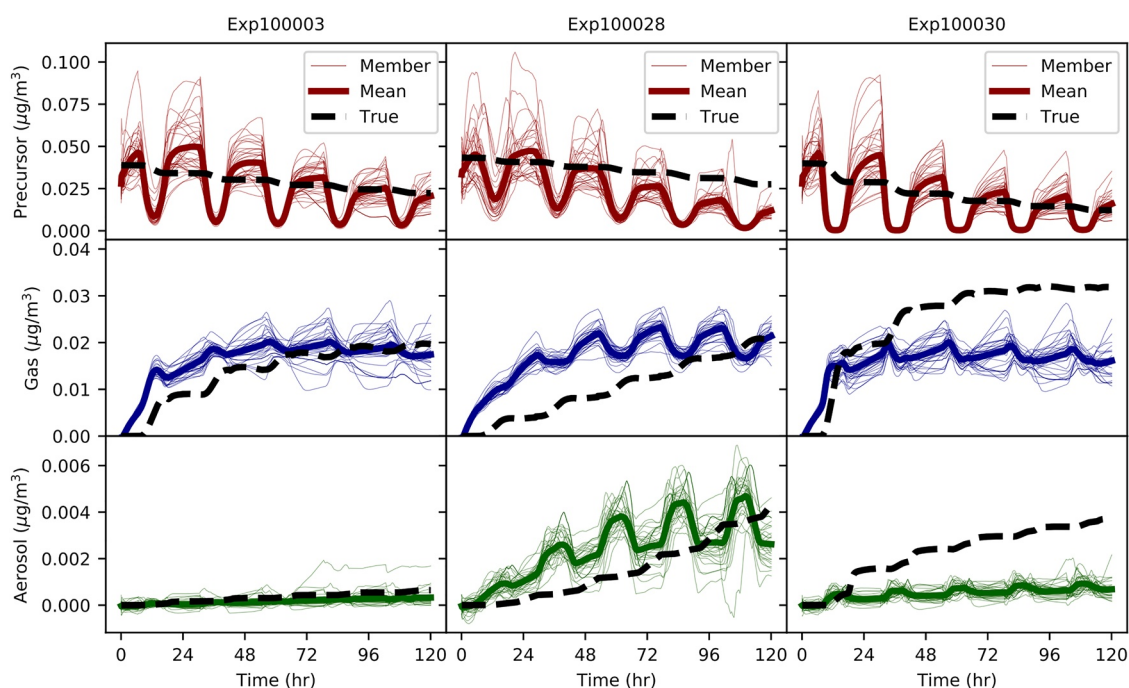 Exp100003 Exp100028 Exp100030
Precursor (μg/m³)
0.100
0.075
0.050
0.025
0.000
Member
Mean
True
Member
Mean
True
Member
Mean
True
Gas (μg/m³)
0.04
0.03
0.02
0.01
0.00
Aerosol (μg/m³)
0.006
0.004
0.002
0.000
0 24 48 72 96 120 0 24 48 72 96 120 0 24 48 72 96 120
Time (hr) Time (hr) Time (hr)